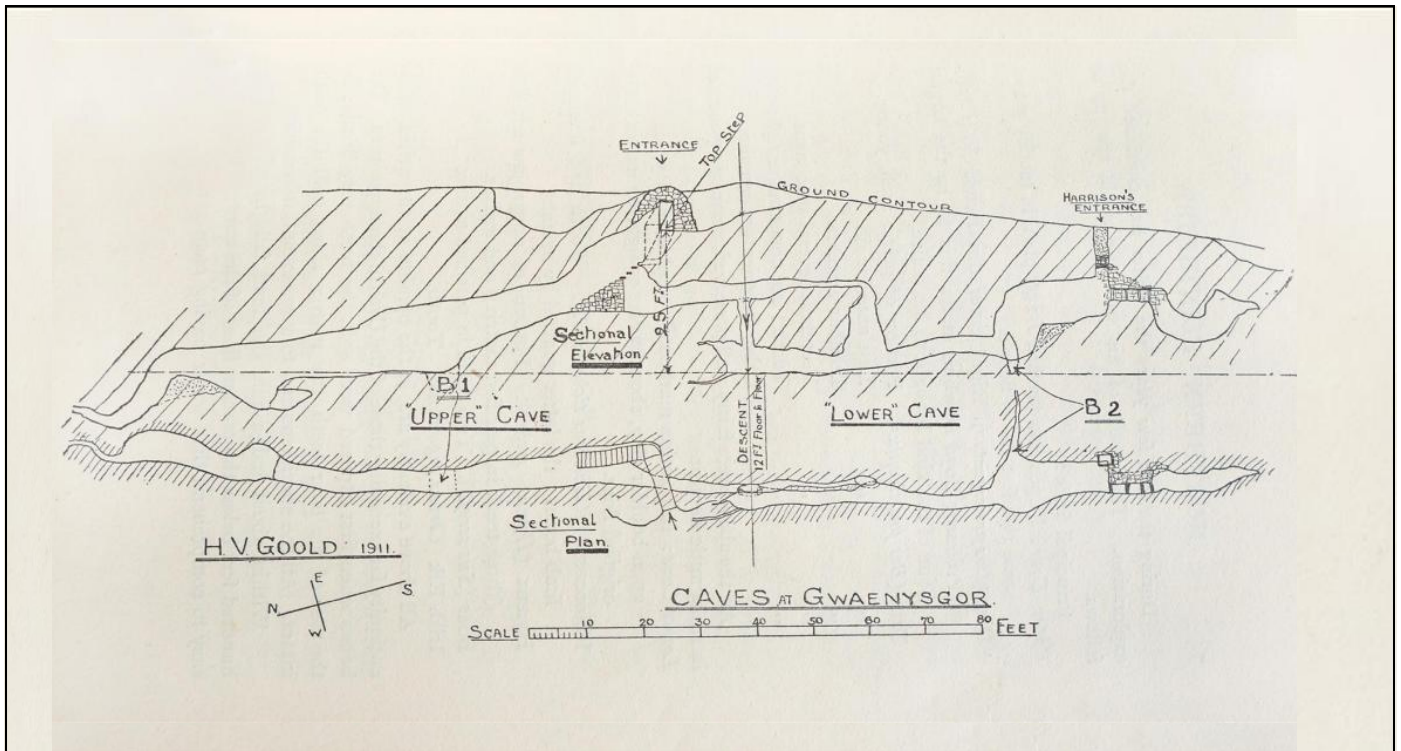 ENTRANCE
TOP STEP
GROUND CONTOUR
HARRISON'S
ENTRANCE
25 FT.
Sectional
Elevation.
B 1
"UPPER" CAVE
DESCENT
12 FT Floor to Floor
"LOWER" CAVE
B 2
Sectional
Plan.
H. V. GOOLD 1911.
E
N
S
W
CAVES AT GWAENYSGOR.
SCALE
10 20 30 40 50 60 70 80 FEET